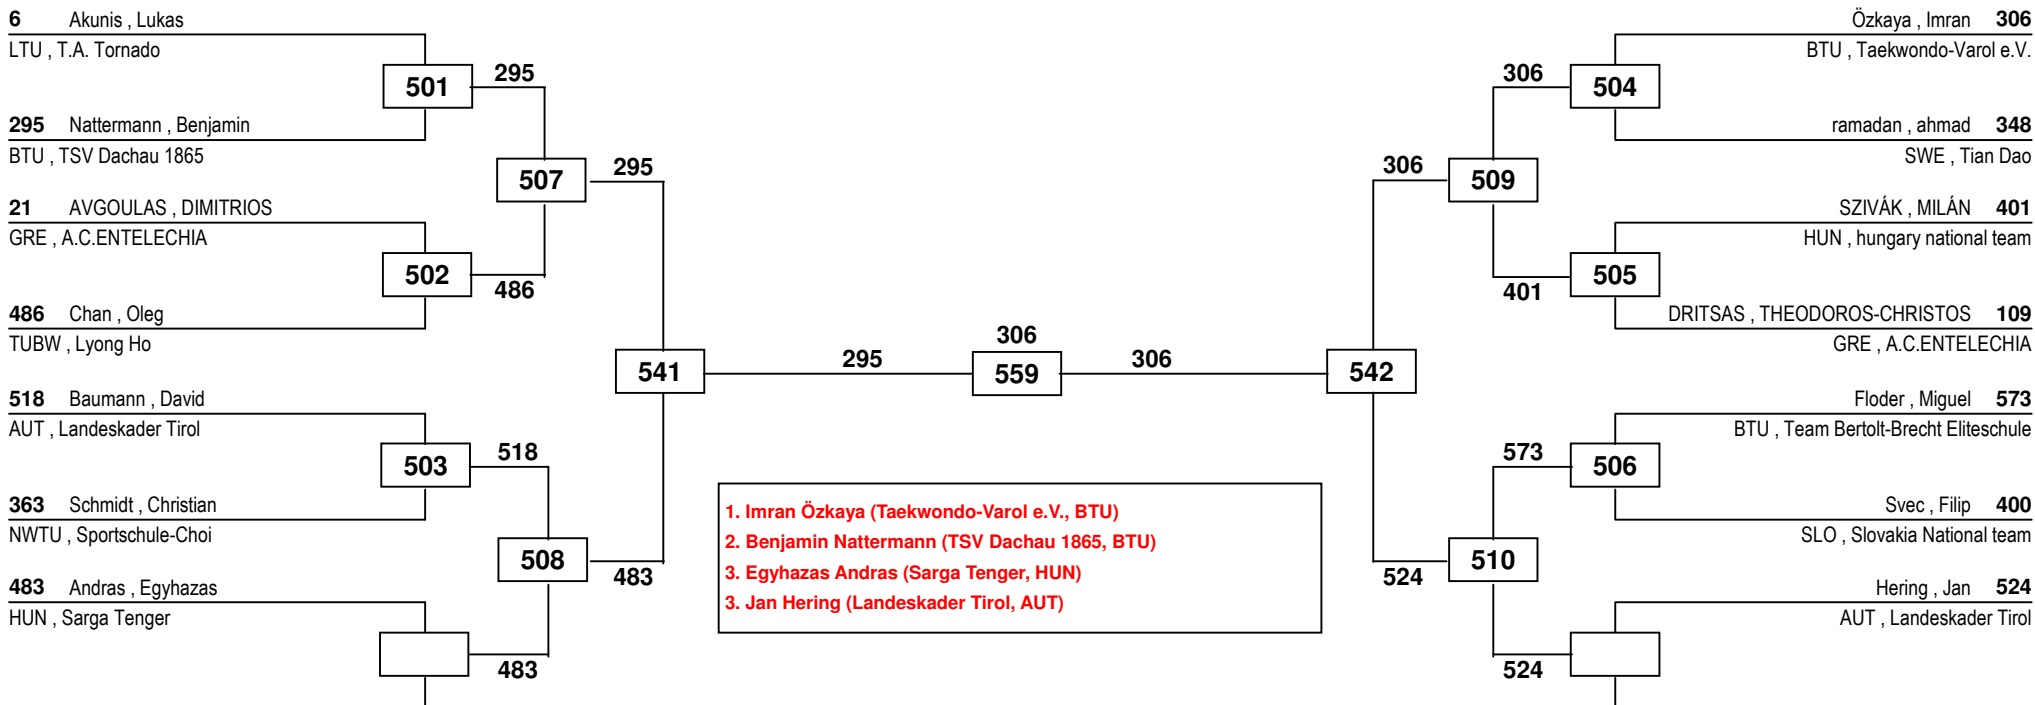 6 Akunis , Lukas
LTU , T.A. Tornado
501
295
295 Nattermann , Benjamin
BTU , TSV Dachau 1865
507
295
21 AVGOULAS , DIMITRIOS
GRE , A.C.ENTELECHIA
502
486
486 Chan , Oleg
TUBW , Lyong Ho
541
295
518 Baumann , David
AUT , Landeskader Tirol
503
518
363 Schmidt , Christian
NWTU , Sportschule-Choi
508
483
483 Andras , Egyhazas
HUN , Sarga Tenger
483
306
559
1. Imran Özkaya (Taekwondo-Varol e.V., BTU)
2. Benjamin Nattermann (TSV Dachau 1865, BTU)
3. Egyhazas Andras (Sarga Tenger, HUN)
3. Jan Hering (Landeskader Tirol, AUT)
Özkaya , Imran 306
BTU , Taekwondo-Varol e.V.
306
504
ramadan , ahmad 348
SWE , Tian Dao
306
509
SZIVÁK , MILÁN 401
HUN , hungary national team
401
505
DRITSAS , THEODOROS-CHRISTOS 109
GRE , A.C.ENTELECHIA
306
542
Floder , Miguel 573
BTU , Team Bertolt-Brecht Eliteschule
573
506
Svec , Filip 400
SLO , Slovakia National team
524
510
Hering , Jan 524
AUT , Landeskader Tirol
524